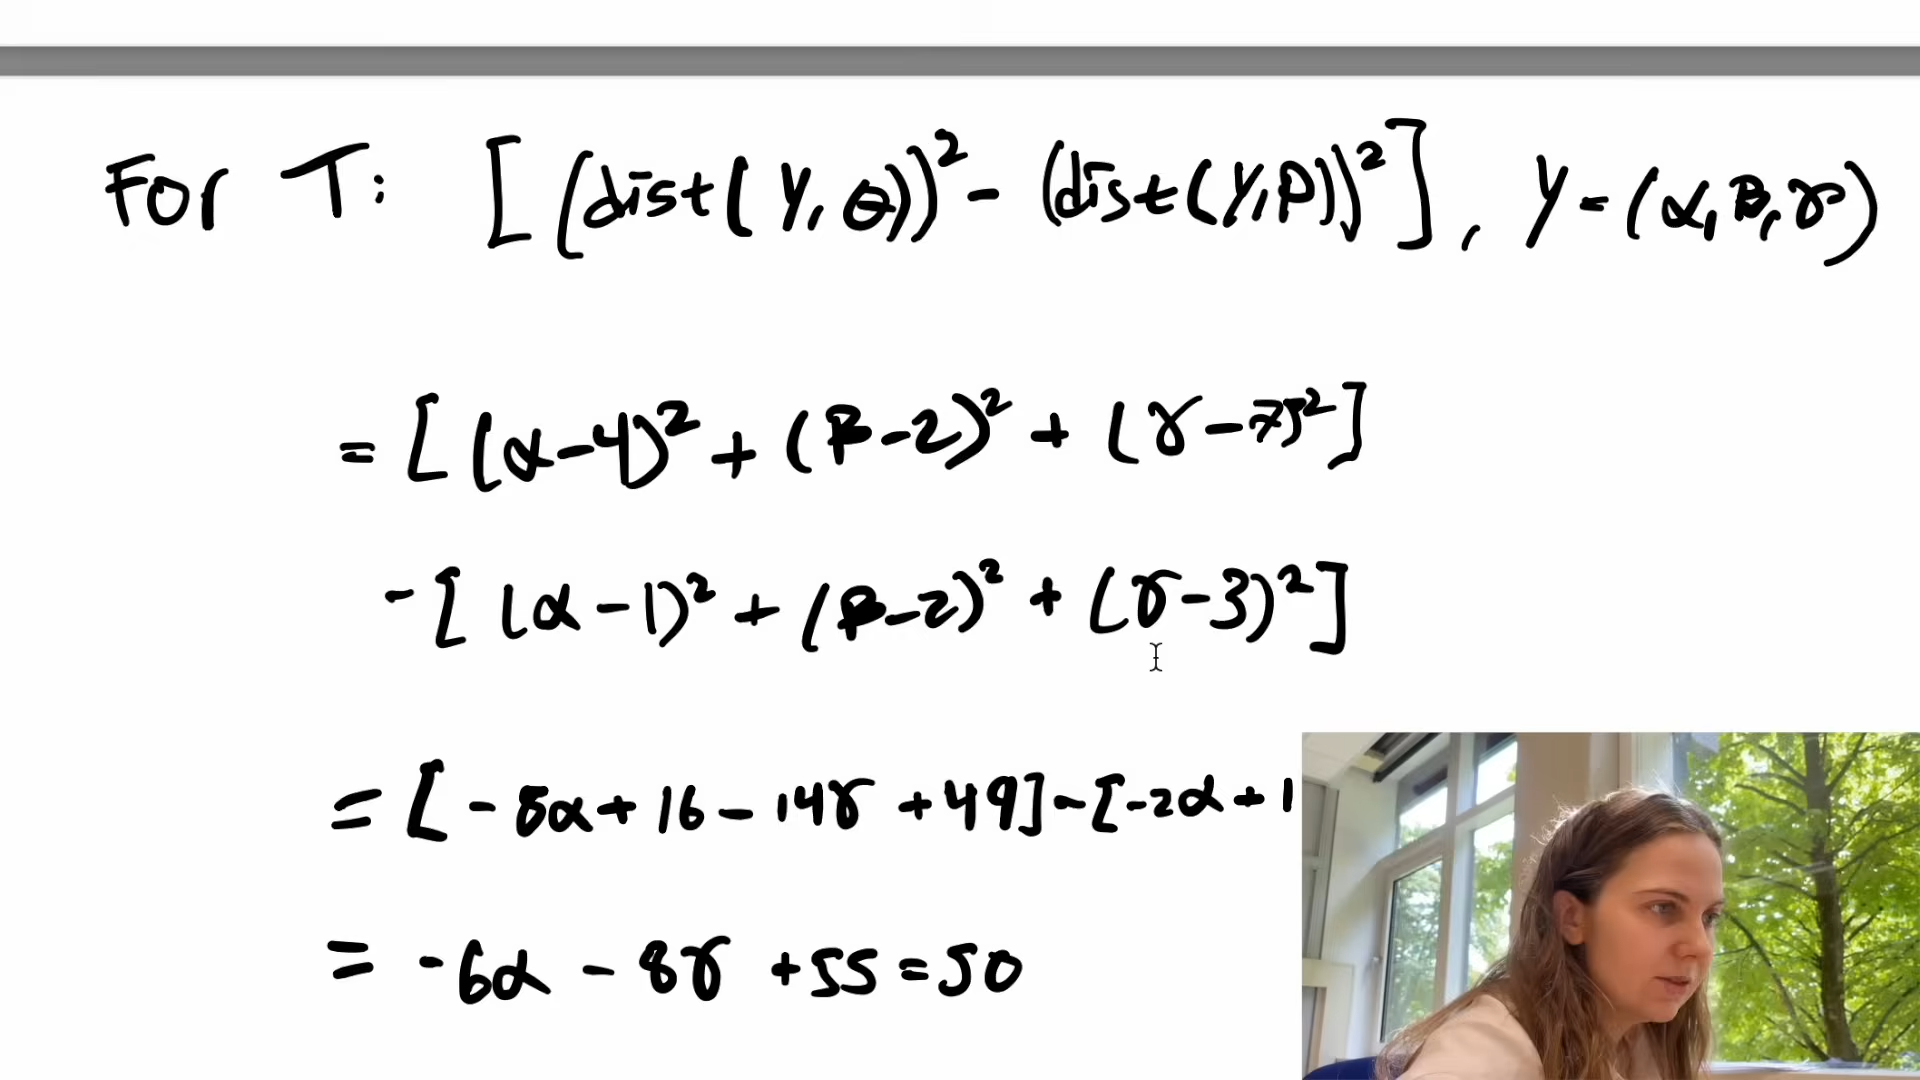 For T: [(dist(Y, Q))² - (dist(Y,P))²], Y=(α,β,γ)
= [(α-4)² + (β-2)² + (γ-7)²]
-[(α-1)² + (β-2)² + (γ-3)²]
= [-8α+16-14γ+49]-[-2α+1
= -6α - 8γ +55=50